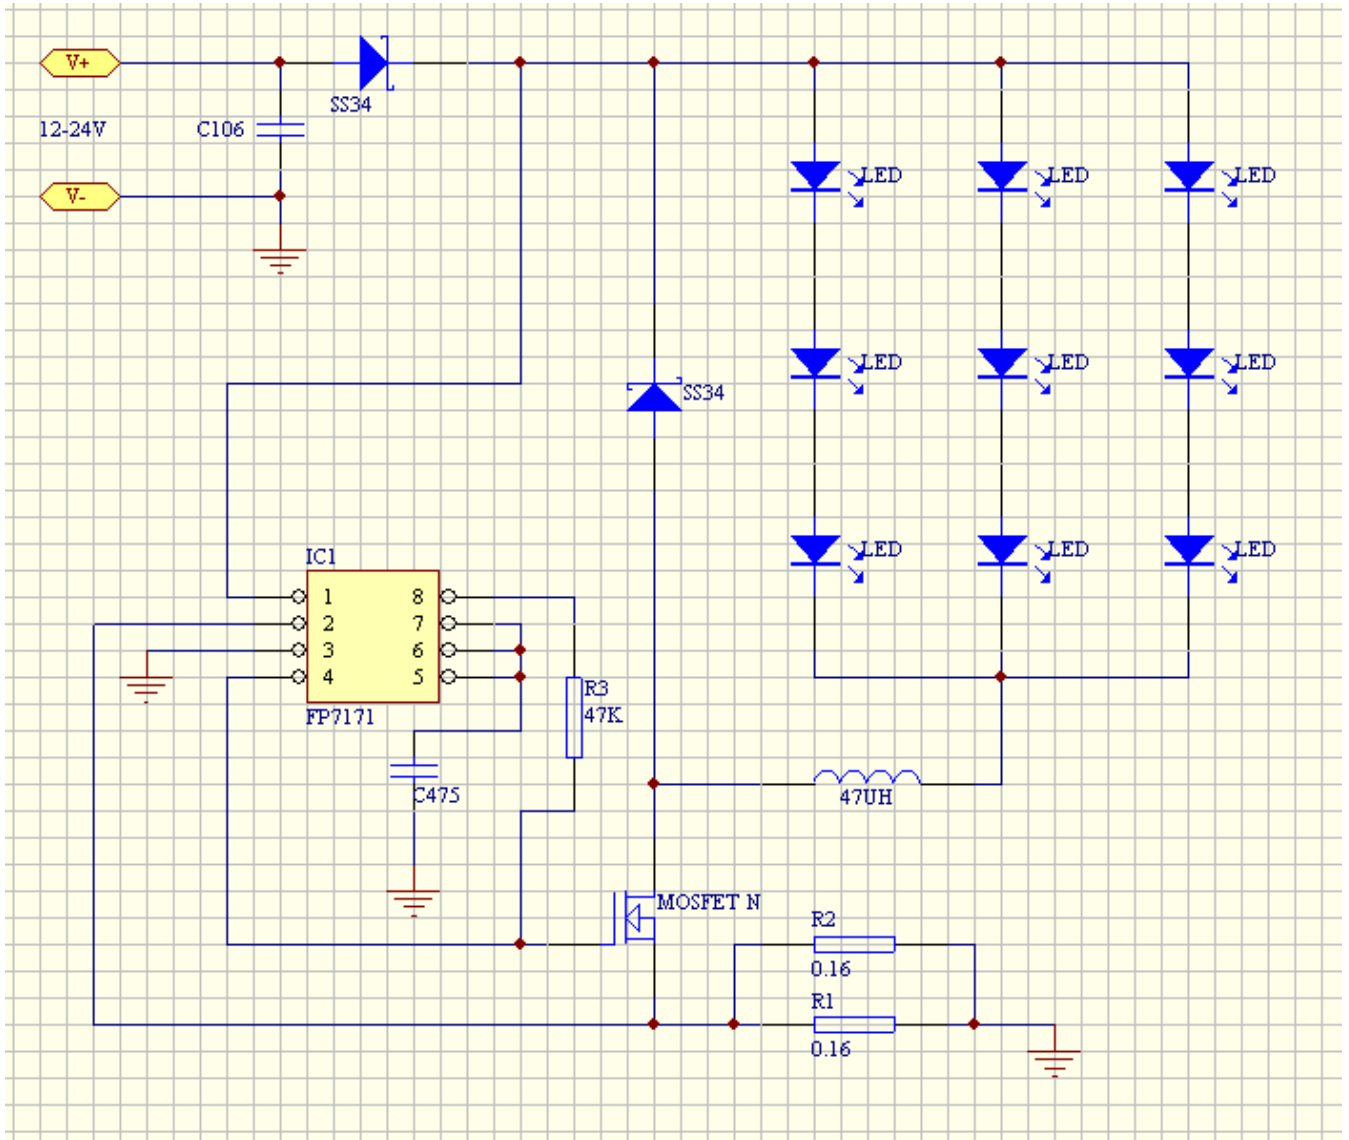 V+
SS34
12-24V
C106
V-
LED
LED
LED
LED
LED
LED
SS34
LED
LED
LED
IC1
1
8
2
7
3
6
4
5
FP7171
R3
47K
C475
47UH
MOSFET N
R2
0.16
R1
0.16